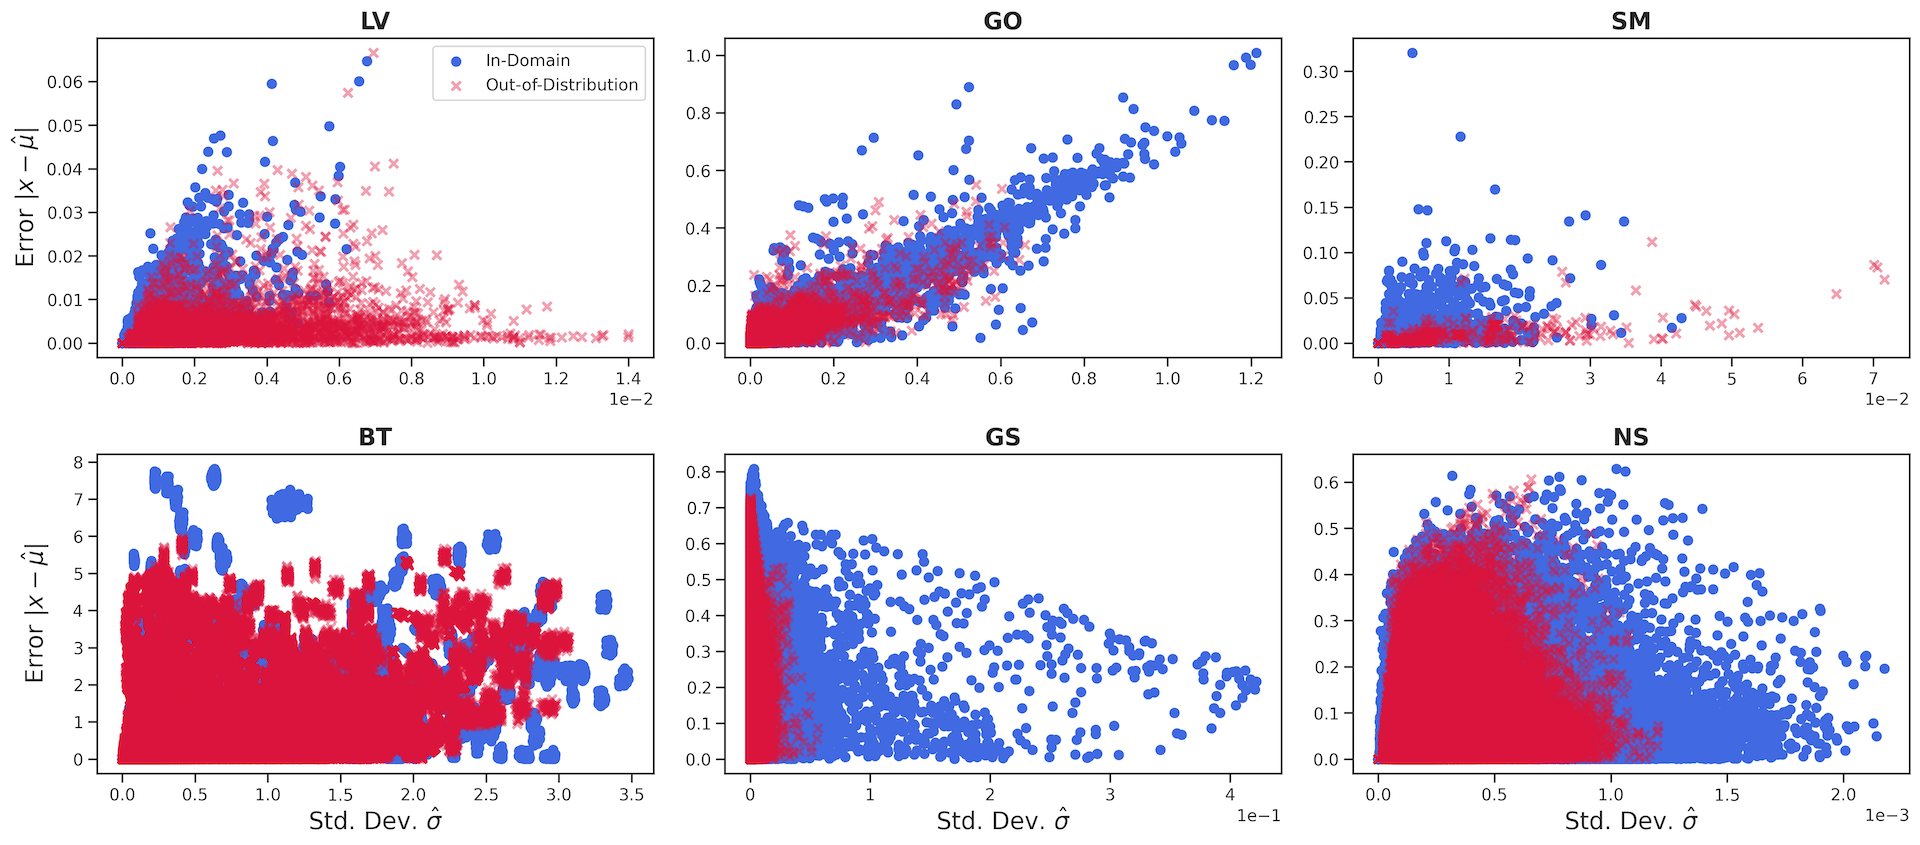 LV
GO
SM
In-Domain
Out-of-Distribution
Error |x − μ̂|
0.06
0.05
0.04
0.03
0.02
0.01
0.00
0.0 0.2 0.4 0.6 0.8 1.0 1.2 1.4
1e−2
1.0
0.8
0.6
0.4
0.2
0.0
0.0 0.2 0.4 0.6 0.8 1.0 1.2
0.30
0.25
0.20
0.15
0.10
0.05
0.00
0 1 2 3 4 5 6 7
1e−2
BT
GS
NS
Error |x − μ̂|
8
7
6
5
4
3
2
1
0
0.0 0.5 1.0 1.5 2.0 2.5 3.0 3.5
Std. Dev. σ̂
0.8
0.7
0.6
0.5
0.4
0.3
0.2
0.1
0.0
0 1 2 3 4
1e−1
Std. Dev. σ̂
0.6
0.5
0.4
0.3
0.2
0.1
0.0
0.0 0.5 1.0 1.5 2.0
1e−3
Std. Dev. σ̂